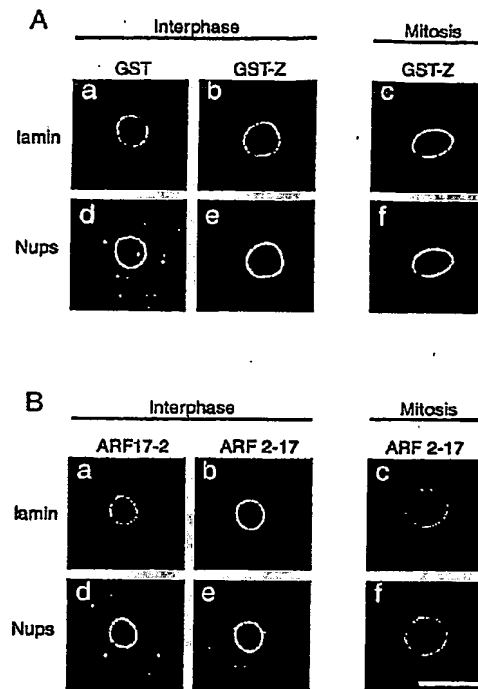 A
Interphase
Mitosis
GST
GST-Z
GST-Z
a
b
c
lamin
d
e
f
Nups
B
Interphase
Mitosis
ARF17-2
ARF 2-17
ARF 2-17
a
b
c
lamin
d
e
f
Nups